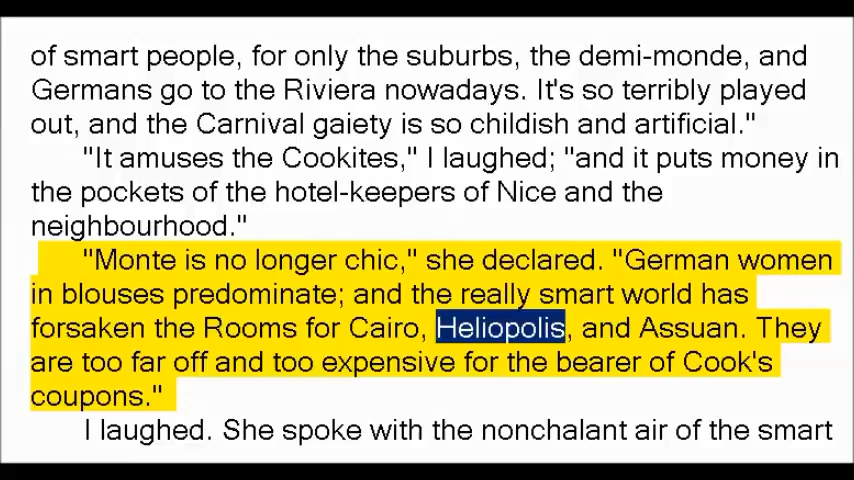 of smart people, for only the suburbs, the demi-monde, and
Germans go to the Riviera nowadays. It's so terribly played
out, and the Carnival gaiety is so childish and artificial."
"It amuses the Cookites," I laughed; "and it puts money in
the pockets of the hotel-keepers of Nice and the
neighbourhood."
"Monte is no longer chic," she declared. "German women
in blouses predominate; and the really smart world has
forsaken the Rooms for Cairo, Heliopolis, and Assuan. They
are too far off and too expensive for the bearer of Cook's
coupons."
I laughed. She spoke with the nonchalant air of the smart